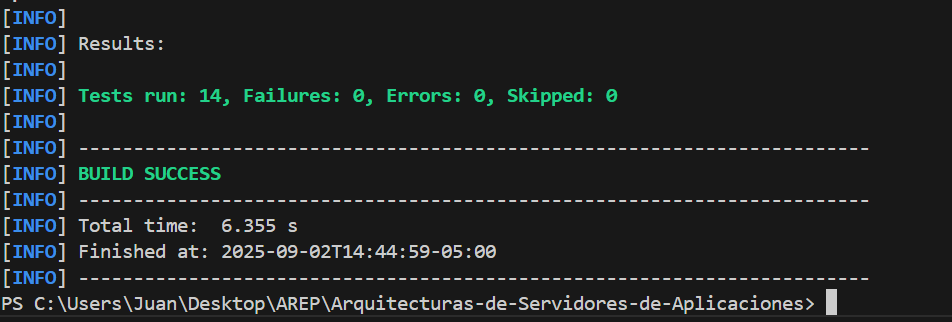 [INFO]
[INFO] Results:
[INFO]
[INFO] Tests run: 14, Failures: 0, Errors: 0, Skipped: 0
[INFO]
[INFO] ------------------------------------------------------------------------
[INFO] BUILD SUCCESS
[INFO] ------------------------------------------------------------------------
[INFO] Total time:  6.355 s
[INFO] Finished at: 2025-09-02T14:44:59-05:00
[INFO] ------------------------------------------------------------------------
PS C:\Users\Juan\Desktop\AREP\Arquitecturas-de-Servidores-de-Aplicaciones>